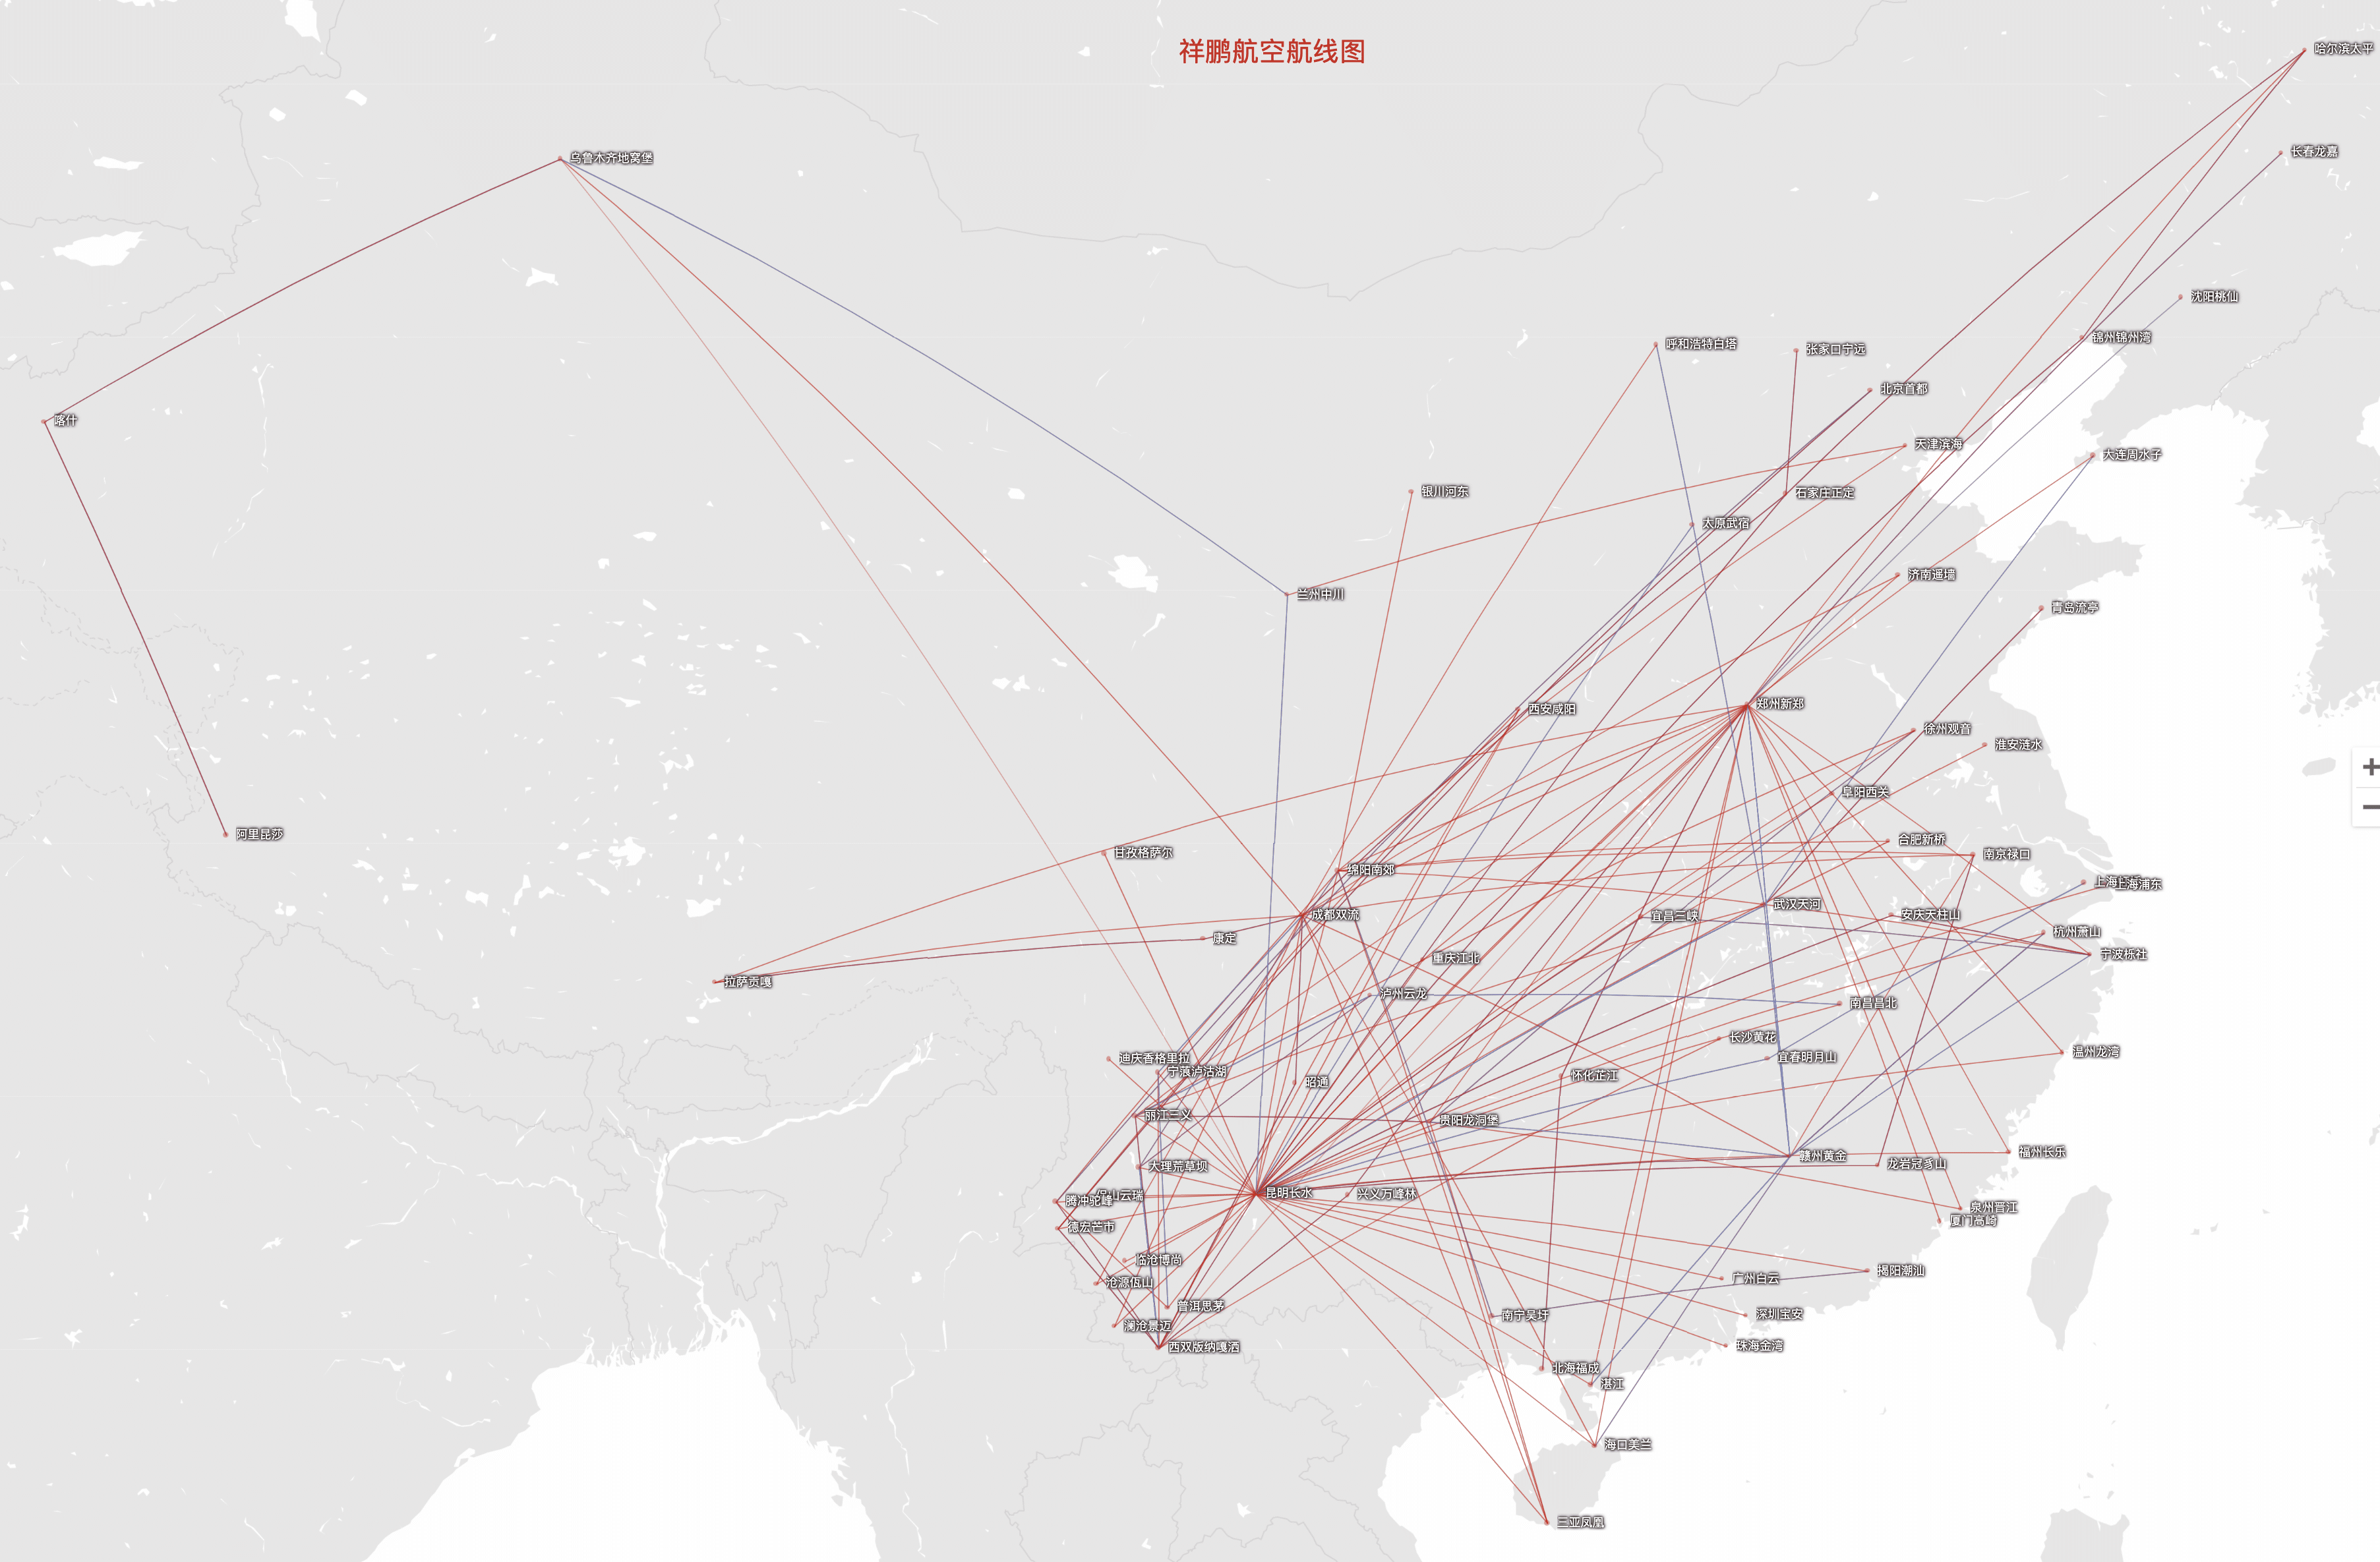 祥鹏航空航线图
哈尔滨太平
长春龙嘉
乌鲁木齐地窝堡
沈阳桃仙
锦州锦州湾
呼和浩特白塔
张家口宁远
北京首都
喀什
天津滨海
大连周水子
银川河东
石家庄正定
太原武宿
济南遥墙
兰州中川
青岛流亭
郑州新郑
西安咸阳
徐州观音
淮安涟水
+
−
阜阳西关
阿里昆莎
合肥新桥
甘孜格萨尔
南京禄口
绵阳南郊
上海
上海浦东
武汉天河
成都双流
宜昌三峡
安庆天柱山
杭州萧山
康定
宁波栎社
重庆江北
拉萨贡嘎
泸州云龙
南昌昌北
长沙黄花
温州龙湾
宜春明月山
迪庆香格里拉
宁蒗泸沽湖
怀化芷江
昭通
丽江三义
贵阳龙洞堡
福州长乐
赣州黄金
龙岩冠豸山
大理荒草坝
昆明长水
兴义万峰林
保山云瑞
腾冲驼峰
泉州晋江
厦门高崎
德宏芒市
临沧博尚
揭阳潮汕
广州白云
沧源佤山
普洱思茅
南宁吴圩
深圳宝安
澜沧景迈
珠海金湾
西双版纳嘎洒
北海福成
湛江
海口美兰
三亚凤凰